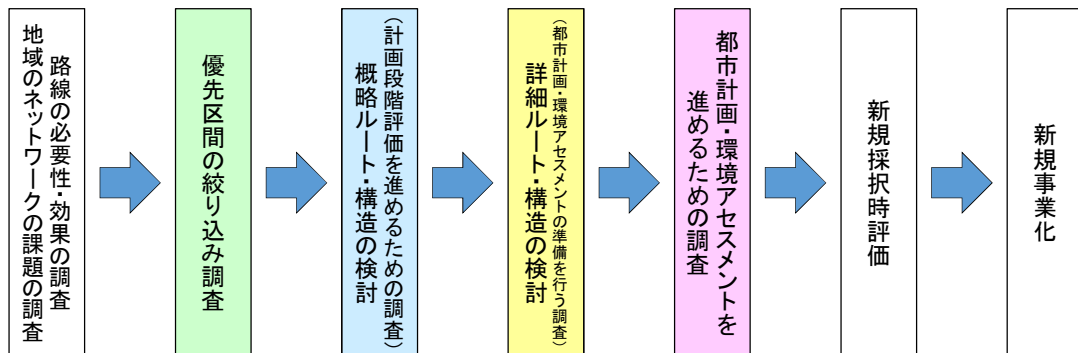 路線の必要性・効果の調査
地域のネットワークの課題の調査
優先区間の絞り込み調査
概略ルート・構造の検討
（計画段階評価を進めるための調査）
詳細ルート・構造の検討
（都市計画・環境アセスメントの準備を行う調査）
都市計画・環境アセスメントを
進めるための調査
新規採択時評価
新規事業化